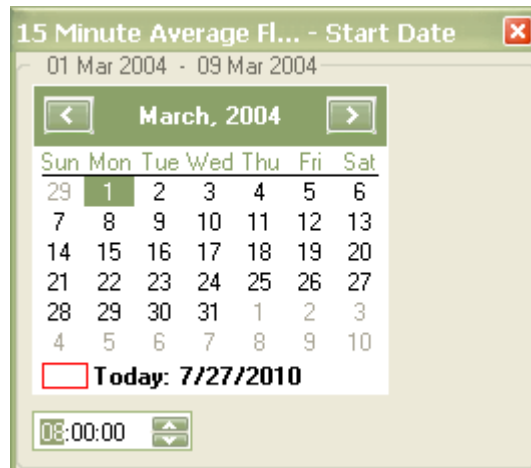 15 Minute Average Fl... - Start Date
01 Mar 2004 - 09 Mar 2004
March, 2004
Sun Mon Tue Wed Thu Fri Sat
29 1 2 3 4 5 6
7 8 9 10 11 12 13
14 15 16 17 18 19 20
21 22 23 24 25 26 27
28 29 30 31 1 2 3
4 5 6 7 8 9 10
Today: 7/27/2010
08:00:00